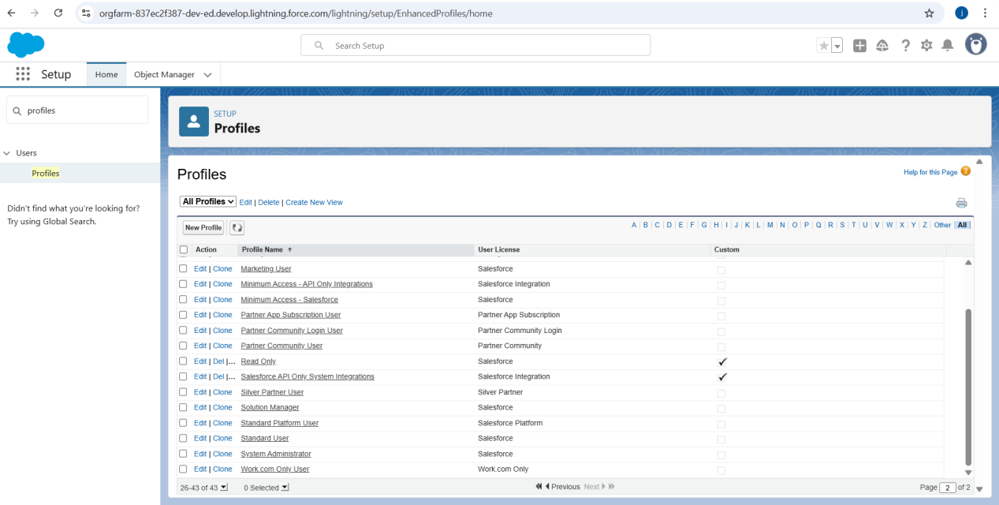 orgfarm-837ec2f387-dev-ed.develop.lightning.force.com/lightning/setup/EnhancedProfiles/home
j
Search Setup
Setup Home Object Manager
profiles
Users
Profiles
Didn't find what you're looking for?
Try using Global Search.
SETUP
Profiles
Profiles
Help for this Page ?
All Profiles Edit | Delete | Create New View
New Profile
A | B | C | D | E | F | G | H | I | J | K | L | M | N | O | P | Q | R | S | T | U | V | W | X | Y | Z | Other | All
Action Profile Name ↑ User License Custom
Edit | Clone Marketing User Salesforce
Edit | Clone Minimum Access - API Only Integrations Salesforce Integration
Edit | Clone Minimum Access - Salesforce Salesforce
Edit | Clone Partner App Subscription User Partner App Subscription
Edit | Clone Partner Community Login User Partner Community Login
Edit | Clone Partner Community User Partner Community
Edit | Del |... Read Only Salesforce ✓
Edit | Del |... Salesforce API Only System Integrations Salesforce Integration ✓
Edit | Clone Silver Partner User Silver Partner
Edit | Clone Solution Manager Salesforce
Edit | Clone Standard Platform User Salesforce Platform
Edit | Clone Standard User Salesforce
Edit | Clone System Administrator Salesforce
Edit | Clone Work.com Only User Work.com Only
26-43 of 43 0 Selected Previous Next Page 2 of 2